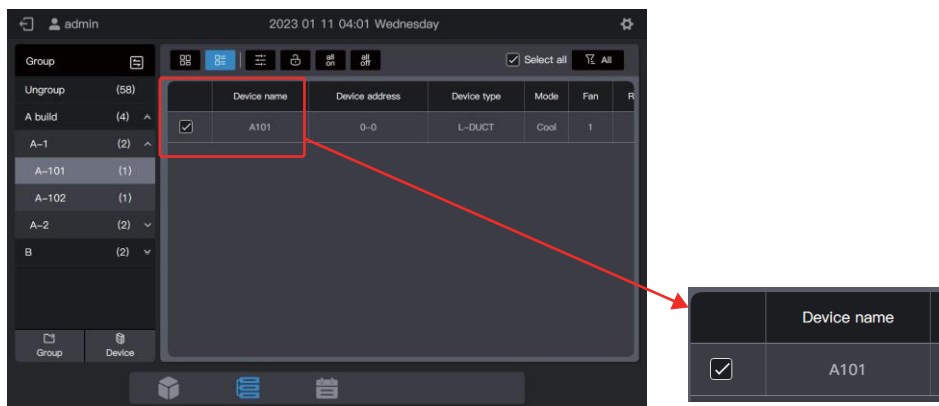 admin 2023 01 11 04:01 Wednesday
Group
all on all off Select all All
Ungroup (58)
A build (4)
A-1 (2)
A-101 (1)
A-102 (1)
A-2 (2)
B (2)
Device name Device address Device type Mode Fan R
A101 0-0 L-DUCT Cool 1
Group Device
Device name
A101